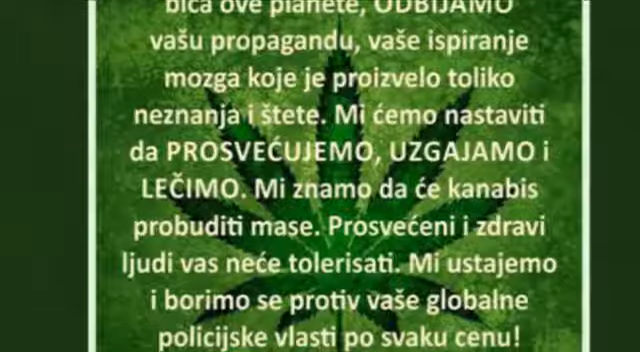 bića ove planete, ODBIJAMO
vašu propagandu, vaše ispiranje
mozga koje je proizvelo toliko
neznanja i štete. Mi ćemo nastaviti
da PROSVEĆUJEMO, UZGAJAMO i
LEČIMO. Mi znamo da će kanabis
probuditi mase. Prosvećeni i zdravi
ljudi vas neće tolerisati. Mi ustajemo
i borimo se protiv vaše globalne
policijske vlasti po svaku cenu!